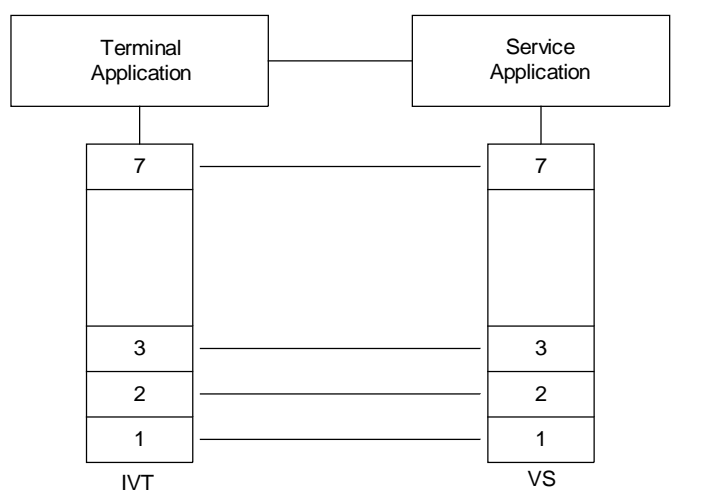 Terminal
Application
Service
Application
7
7
3
3
2
2
1
1
IVT
VS